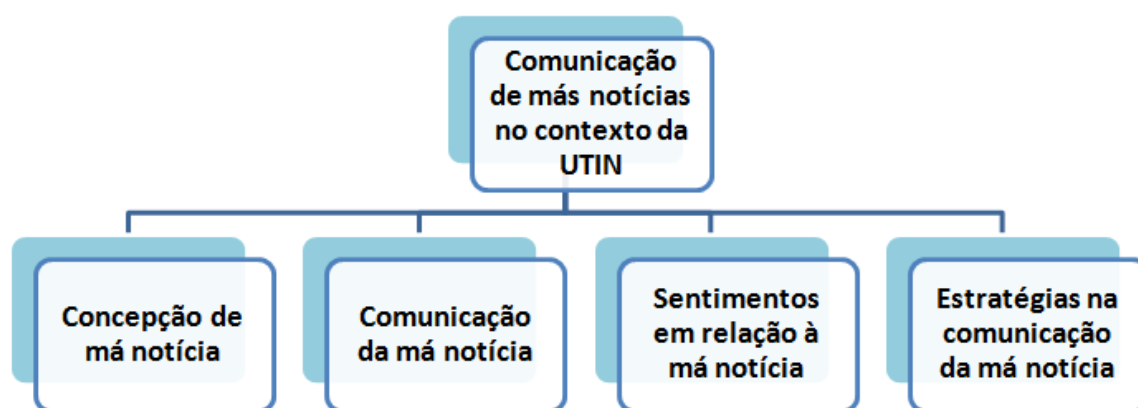 Comunicação
de más notícias
no contexto da
UTIN
Concepção de
má notícia
Comunicação
da má notícia
Sentimentos
em relação à
má notícia
Estratégias na
comunicação
da má notícia